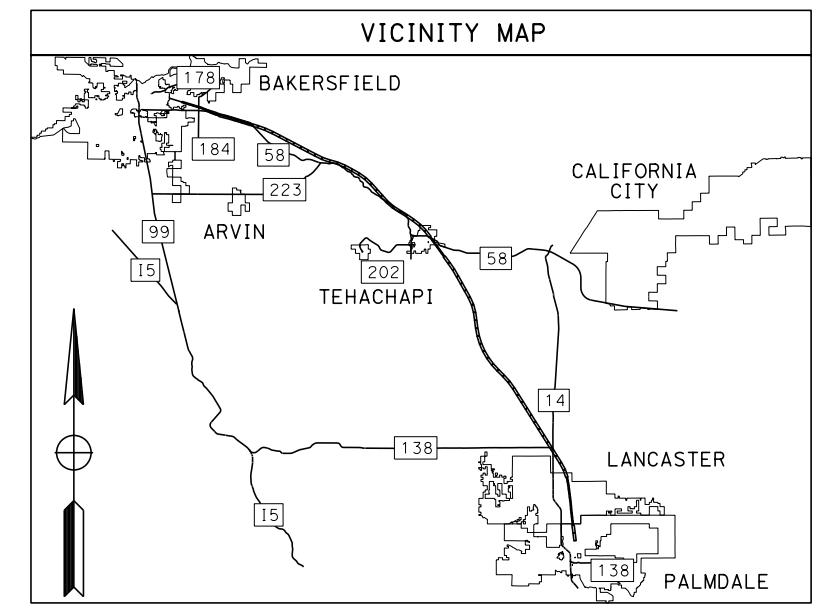 VICINITY MAP
178
BAKERSFIELD
184
58
223
ARVIN
99
I5
CALIFORNIA
CITY
58
202
TEHACHAPI
14
138
LANCASTER
I5
138
PALMDALE